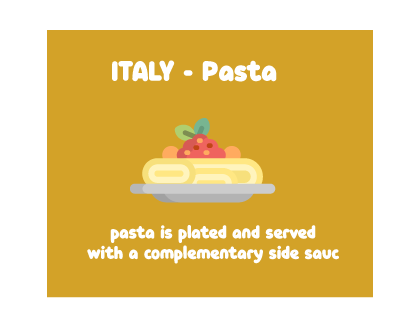 ITALY - Pasta
pasta is plated and served
with a complementary side sauc